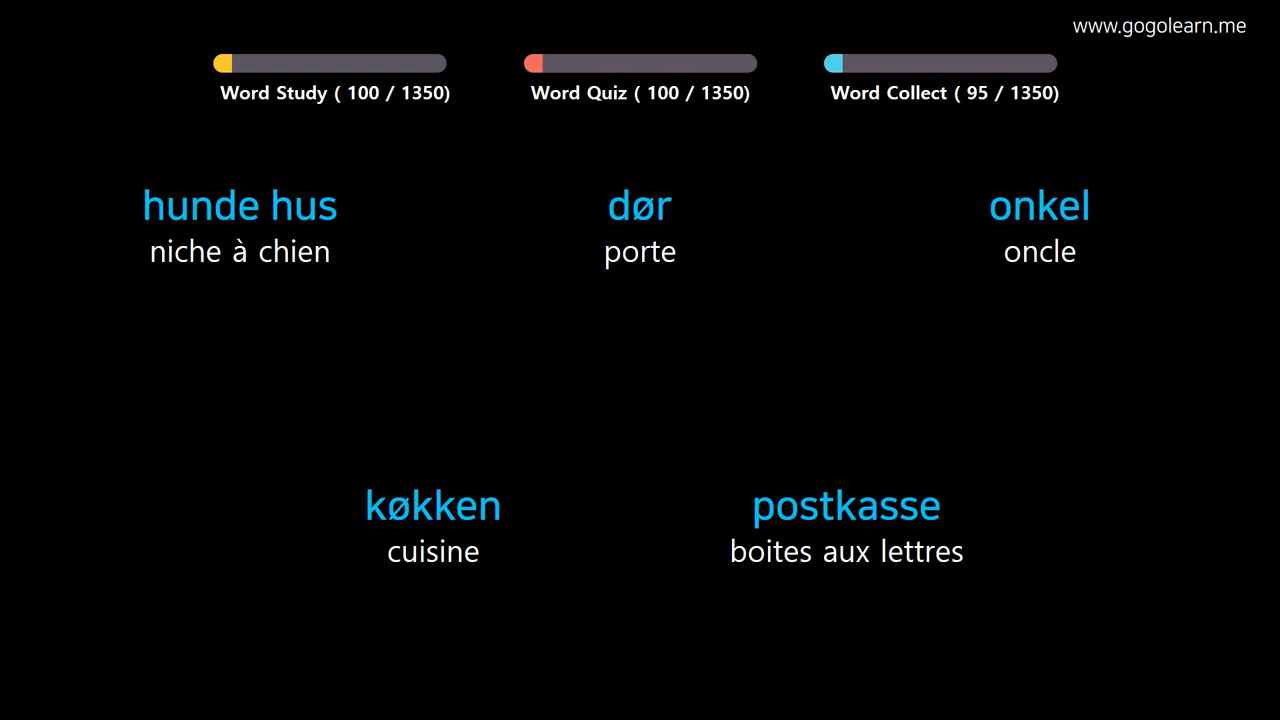 www.gogolearn.me
Word Study ( 100 / 1350)
Word Quiz ( 100 / 1350)
Word Collect ( 95 / 1350)
hunde hus
niche à chien
dør
porte
onkel
oncle
køkken
cuisine
postkasse
boites aux lettres